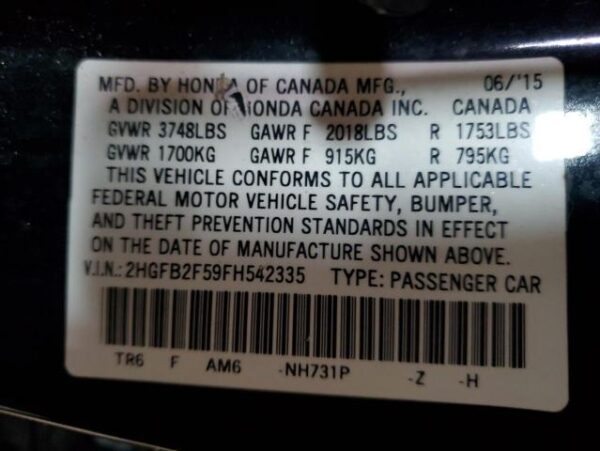 MFD. BY HONDA OF CANADA MFG., 06/'15
A DIVISION OF HONDA CANADA INC. CANADA
GVWR 3748LBS GAWR F 2018LBS R 1753LBS
GVWR 1700KG GAWR F 915KG R 795KG
THIS VEHICLE CONFORMS TO ALL APPLICABLE
FEDERAL MOTOR VEHICLE SAFETY, BUMPER,
AND THEFT PREVENTION STANDARDS IN EFFECT
ON THE DATE OF MANUFACTURE SHOWN ABOVE.
V.I.N.: 2HGFB2F59FH542335 TYPE: PASSENGER CAR
TR6 F AM6 -NH731P -Z -H